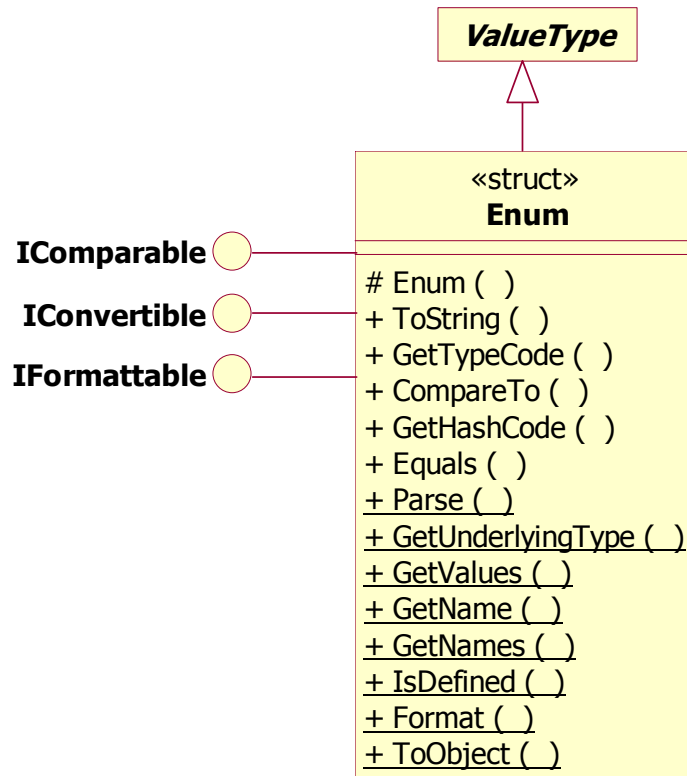 ValueType
«struct»
Enum
IComparable
IConvertible
IFormattable
# Enum ( )
+ ToString ( )
+ GetTypeCode ( )
+ CompareTo ( )
+ GetHashCode ( )
+ Equals ( )
+ Parse ( )
+ GetUnderlyingType ( )
+ GetValues ( )
+ GetName ( )
+ GetNames ( )
+ IsDefined ( )
+ Format ( )
+ ToObject ( )